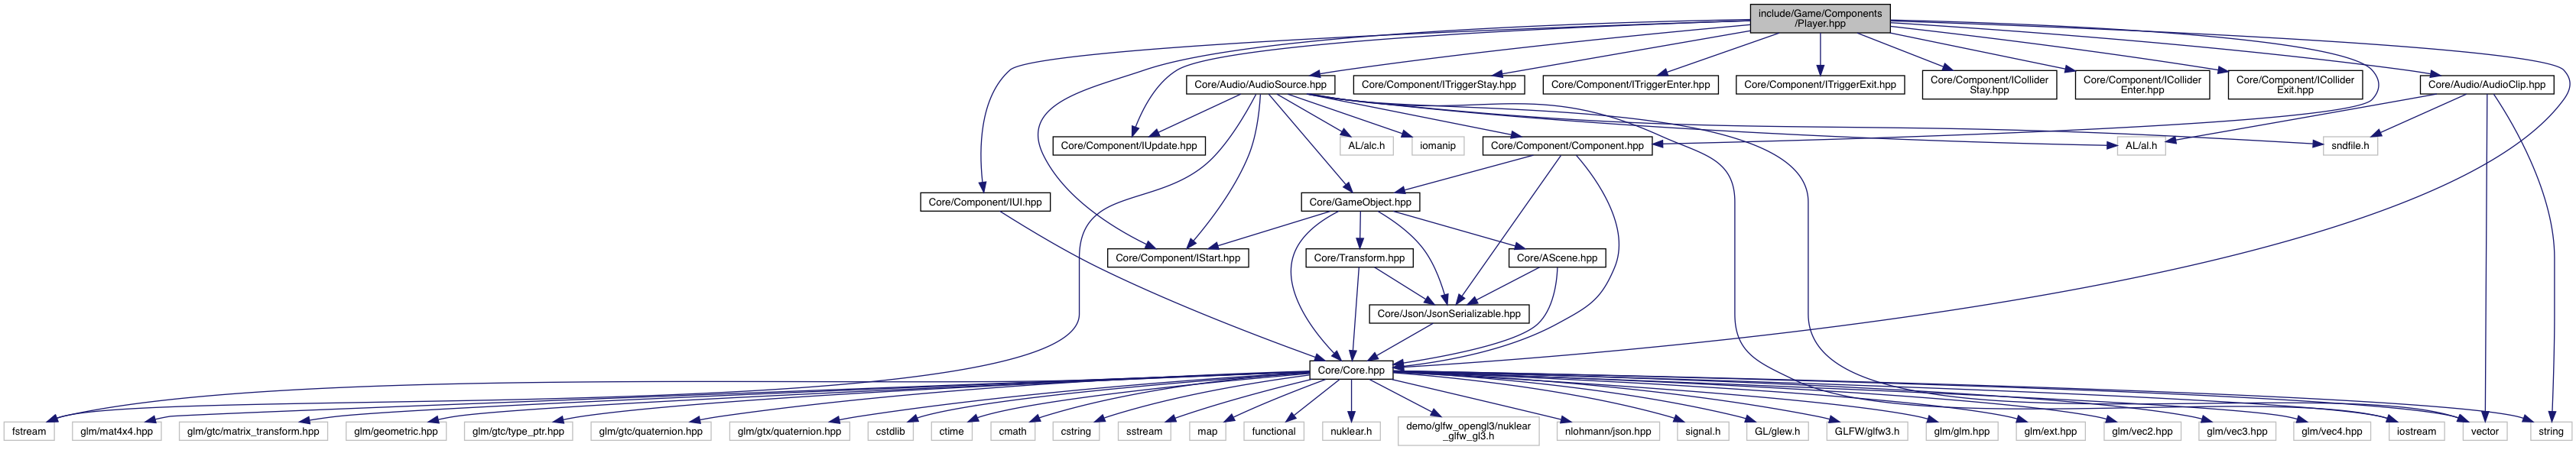 include/Game/Components
/Player.hpp
Core/Audio/AudioSource.hpp
Core/Component/ITriggerStay.hpp
Core/Component/ITriggerEnter.hpp
Core/Component/ITriggerExit.hpp
Core/Component/ICollider
Stay.hpp
Core/Component/ICollider
Enter.hpp
Core/Component/ICollider
Exit.hpp
Core/Audio/AudioClip.hpp
Core/Component/IUpdate.hpp
AL/alc.h
iomanip
Core/Component/Component.hpp
AL/al.h
sndfile.h
Core/Component/IUI.hpp
Core/GameObject.hpp
Core/Component/IStart.hpp
Core/Transform.hpp
Core/AScene.hpp
Core/Json/JsonSerializable.hpp
Core/Core.hpp
fstream
glm/mat4x4.hpp
glm/gtc/matrix_transform.hpp
glm/geometric.hpp
glm/gtc/type_ptr.hpp
glm/gtc/quaternion.hpp
glm/gtx/quaternion.hpp
cstdlib
ctime
cmath
cstring
sstream
map
functional
nuklear.h
demo/glfw_opengl3/nuklear
_glfw_gl3.h
nlohmann/json.hpp
signal.h
GL/glew.h
GLFW/glfw3.h
glm/glm.hpp
glm/ext.hpp
glm/vec2.hpp
glm/vec3.hpp
glm/vec4.hpp
iostream
vector
string